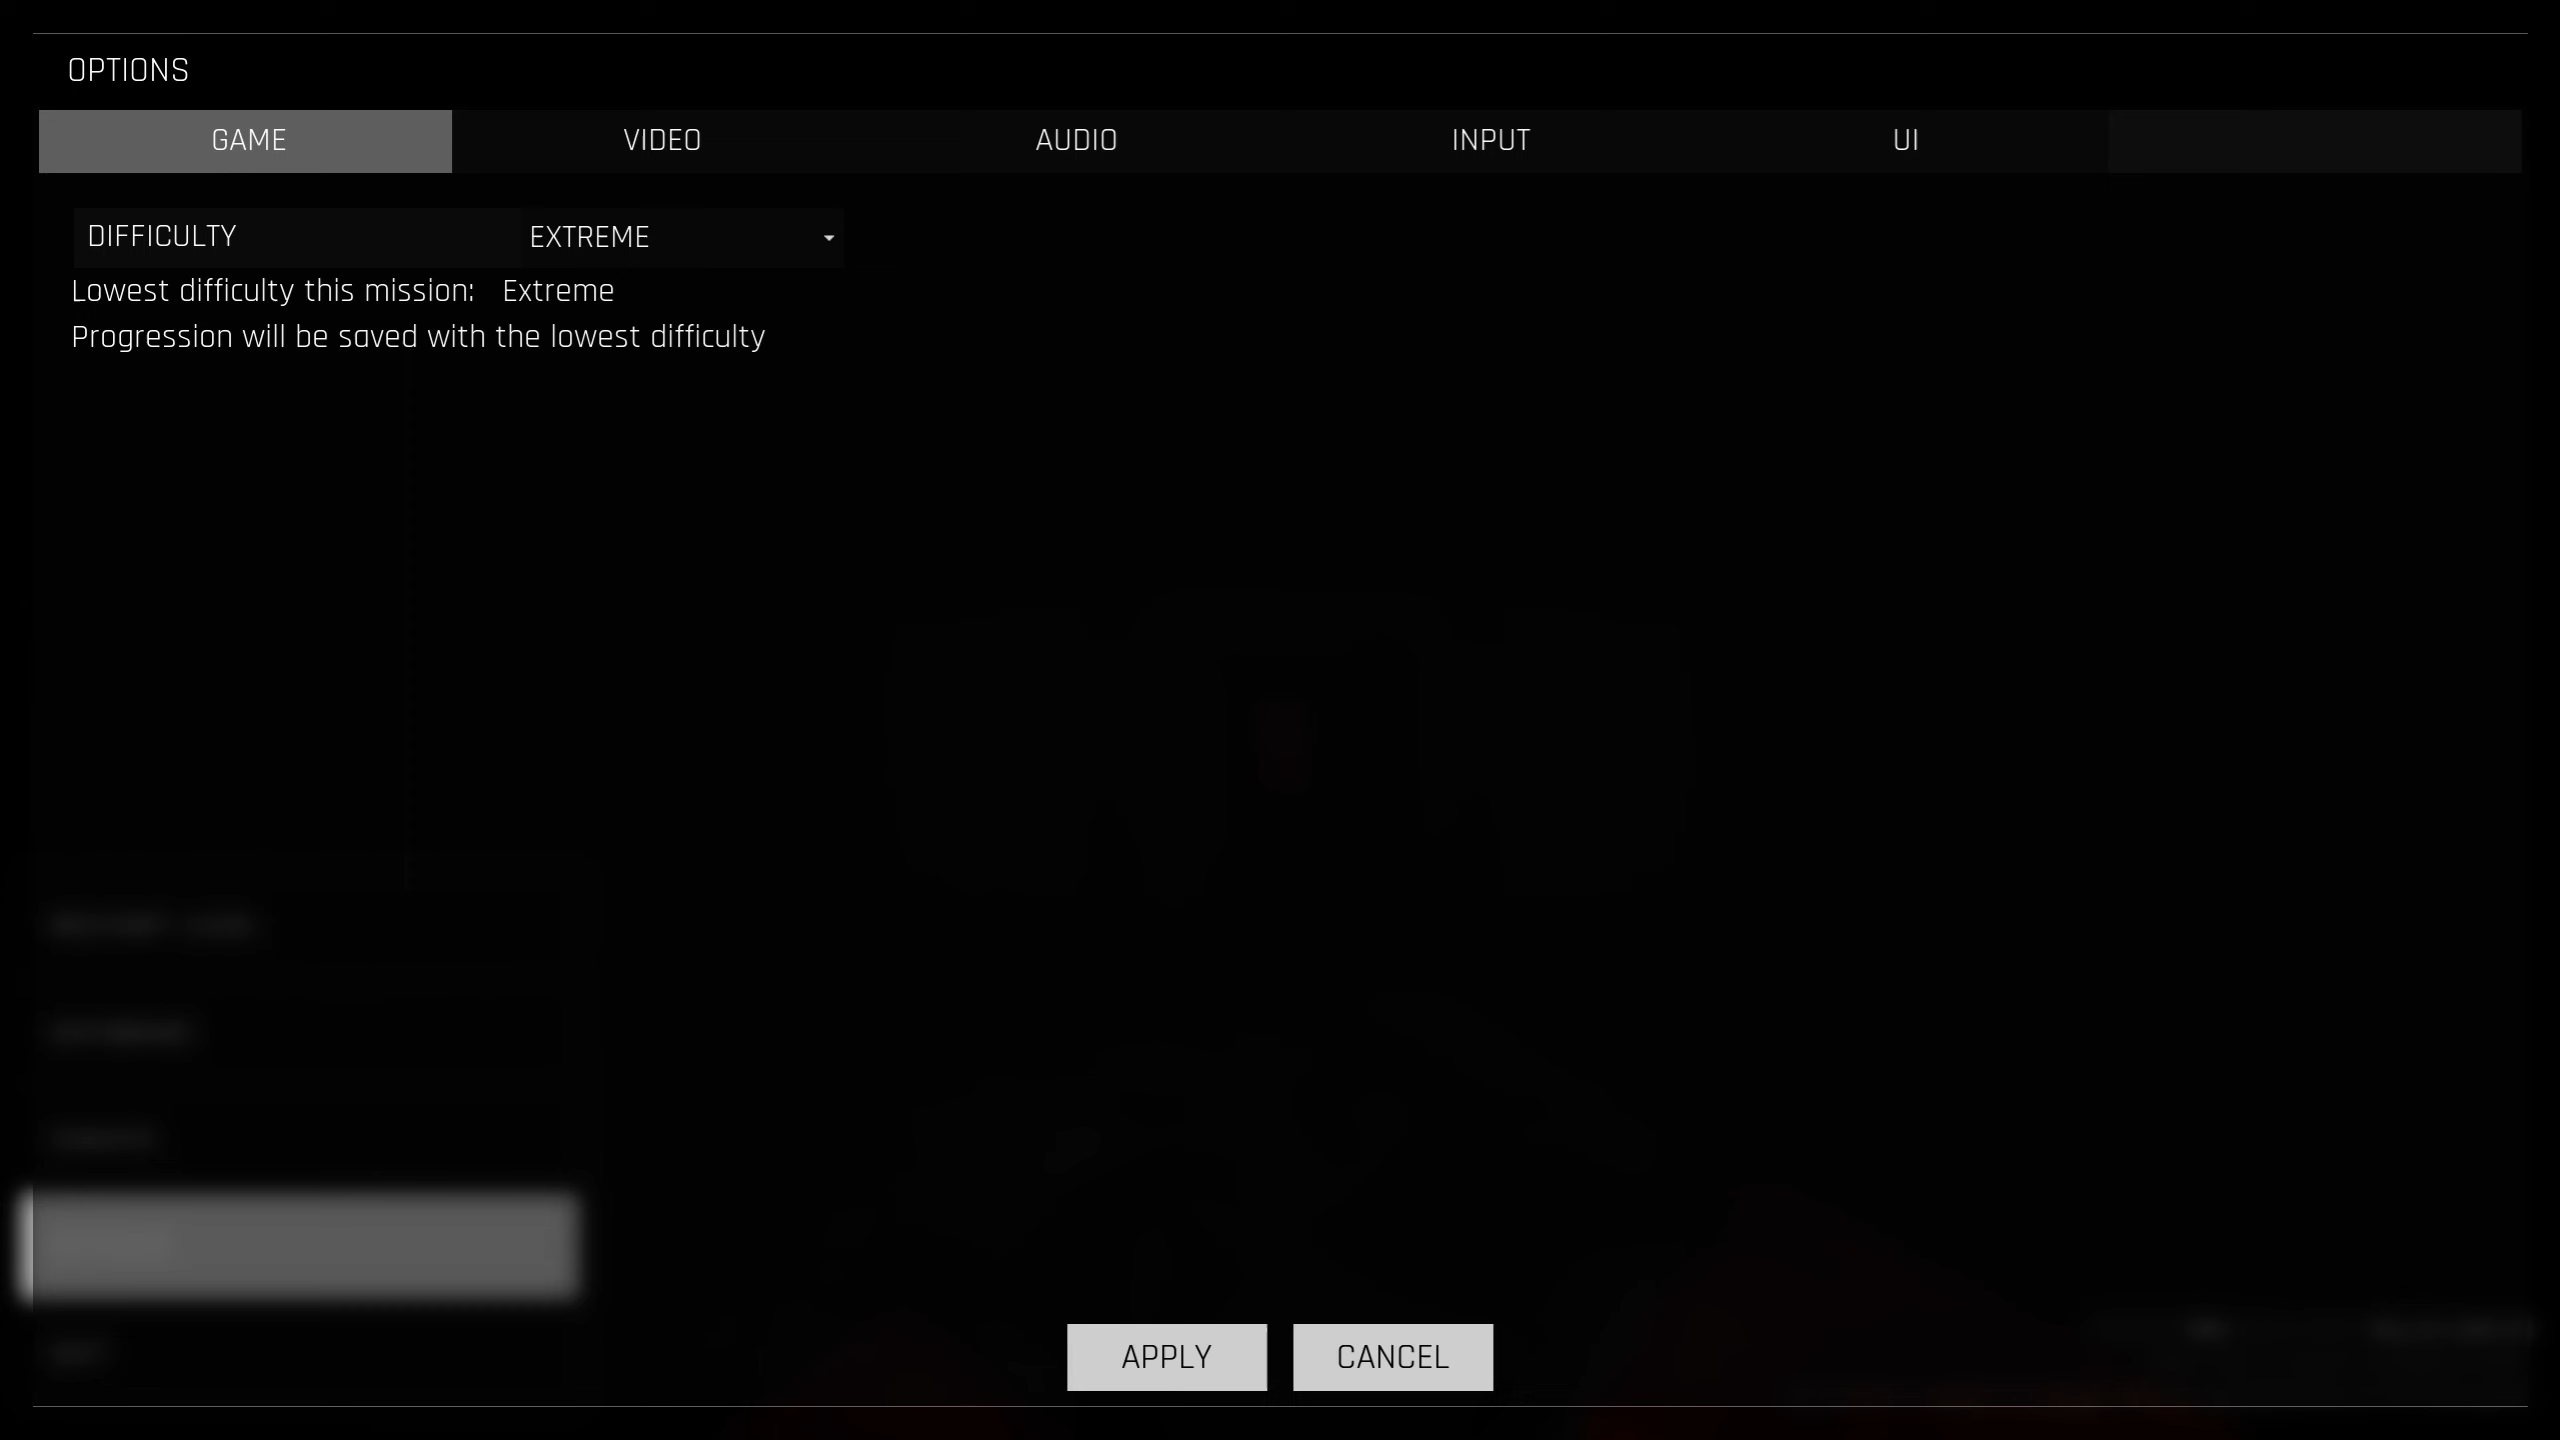 OPTIONS
GAME VIDEO AUDIO INPUT UI
DIFFICULTY EXTREME
Lowest difficulty this mission: Extreme
Progression will be saved with the lowest difficulty
APPLY CANCEL